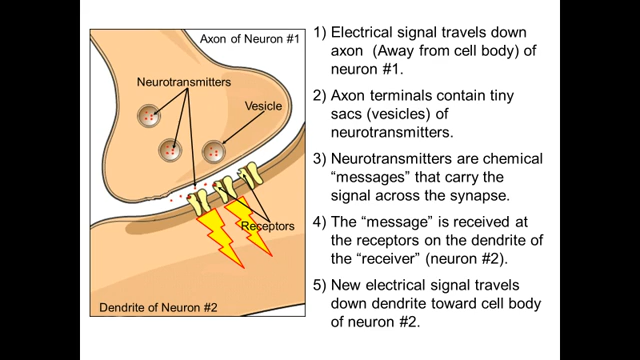 Axon of Neuron #1
Neurotransmitters
Vesicle
Receptors
Dendrite of Neuron #2
1) Electrical signal travels down
axon (Away from cell body) of
neuron #1.
2) Axon terminals contain tiny
sacs (vesicles) of
neurotransmitters.
3) Neurotransmitters are chemical
“messages” that carry the
signal across the synapse.
4) The “message” is received at
the receptors on the dendrite of
the “receiver” (neuron #2).
5) New electrical signal travels
down dendrite toward cell body
of neuron #2.